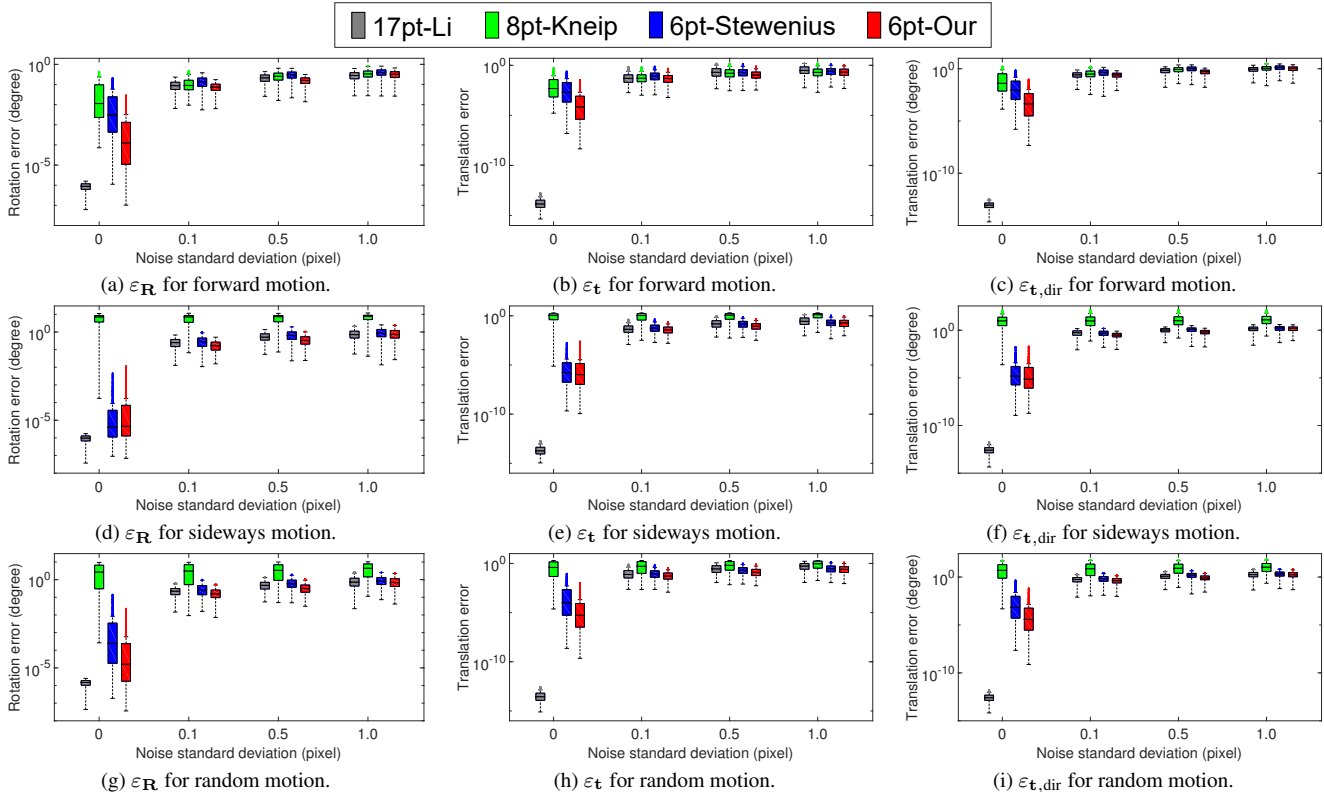 17pt-Li 8pt-Kneip 6pt-Stewenius 6pt-Our
Rotation error (degree)
10^0
10^-5
0 0.1 0.5 1.0
Noise standard deviation (pixel)
(a) ε_R for forward motion.
Translation error
10^0
10^-10
0 0.1 0.5 1.0
Noise standard deviation (pixel)
(b) ε_t for forward motion.
Translation error (degree)
10^0
10^-10
0 0.1 0.5 1.0
Noise standard deviation (pixel)
(c) ε_t,dir for forward motion.
Rotation error (degree)
10^0
10^-5
0 0.1 0.5 1.0
Noise standard deviation (pixel)
(d) ε_R for sideways motion.
Translation error
10^0
10^-10
0 0.1 0.5 1.0
Noise standard deviation (pixel)
(e) ε_t for sideways motion.
Translation error (degree)
10^0
10^-10
0 0.1 0.5 1.0
Noise standard deviation (pixel)
(f) ε_t,dir for sideways motion.
Rotation error (degree)
10^0
10^-5
0 0.1 0.5 1.0
Noise standard deviation (pixel)
(g) ε_R for random motion.
Translation error
10^0
10^-10
0 0.1 0.5 1.0
Noise standard deviation (pixel)
(h) ε_t for random motion.
Translation error (degree)
10^0
10^-10
0 0.1 0.5 1.0
Noise standard deviation (pixel)
(i) ε_t,dir for random motion.